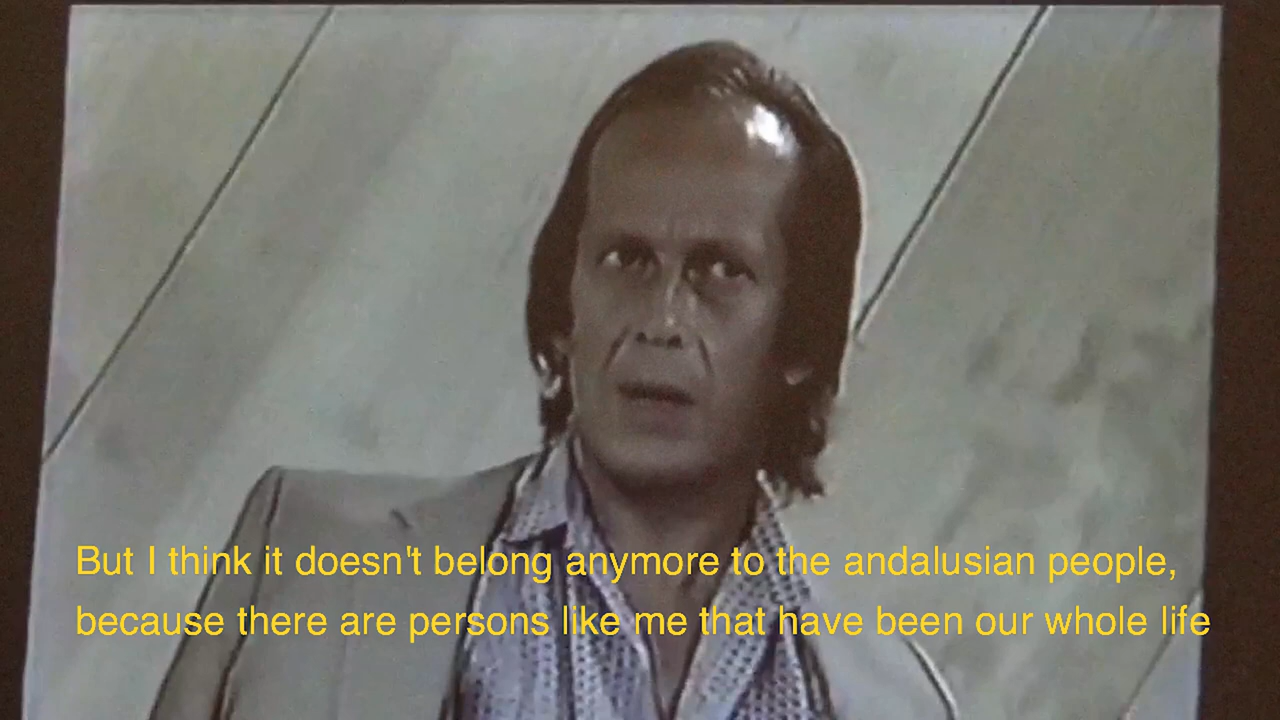 But I think it doesn't belong anymore to the andalusian people,
because there are persons like me that have been our whole life